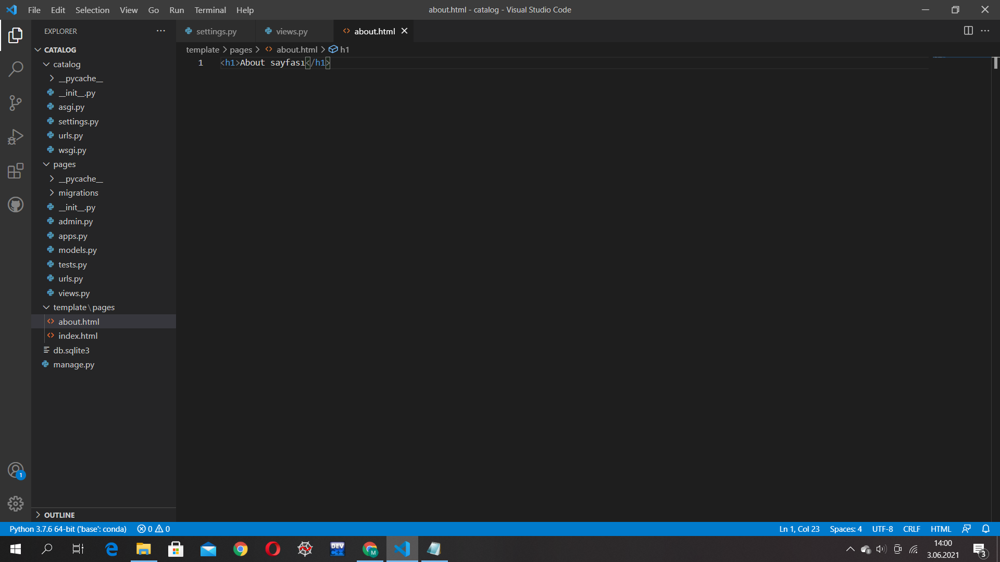 File Edit Selection View Go Run Terminal Help
about.html - catalog - Visual Studio Code
EXPLORER
settings.py
views.py
about.html
CATALOG
template > pages > about.html > h1
1 <h1>About sayfası</h1>
catalog
__pycache__
__init__.py
asgi.py
settings.py
urls.py
wsgi.py
pages
__pycache__
migrations
__init__.py
admin.py
apps.py
models.py
tests.py
urls.py
views.py
template\pages
about.html
index.html
db.sqlite3
manage.py
1
OUTLINE
Python 3.7.6 64-bit ('base': conda) 0 0
Ln 1, Col 23 Spaces: 4 UTF-8 CRLF HTML
DEV
C++
M
14:00
3.06.2021
3